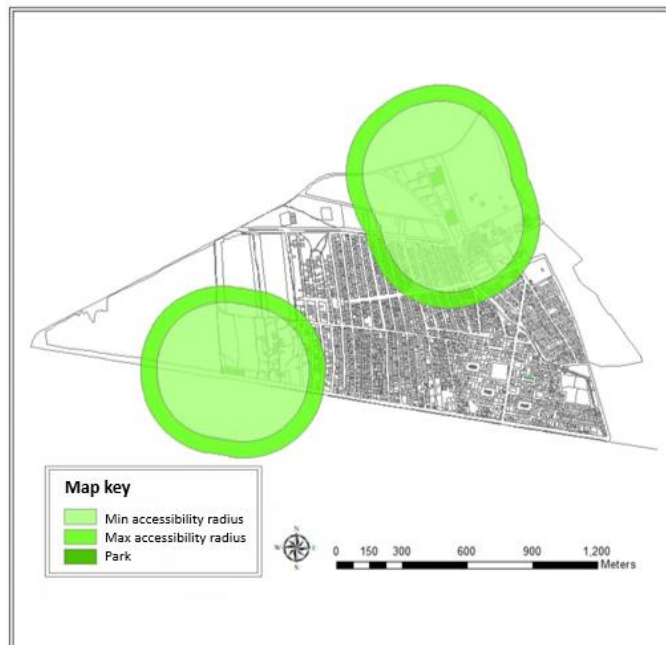 Map key
Min accessibility radius
Max accessibility radius
Park
N
W
E
S
0 150 300 600 900 1,200
Meters